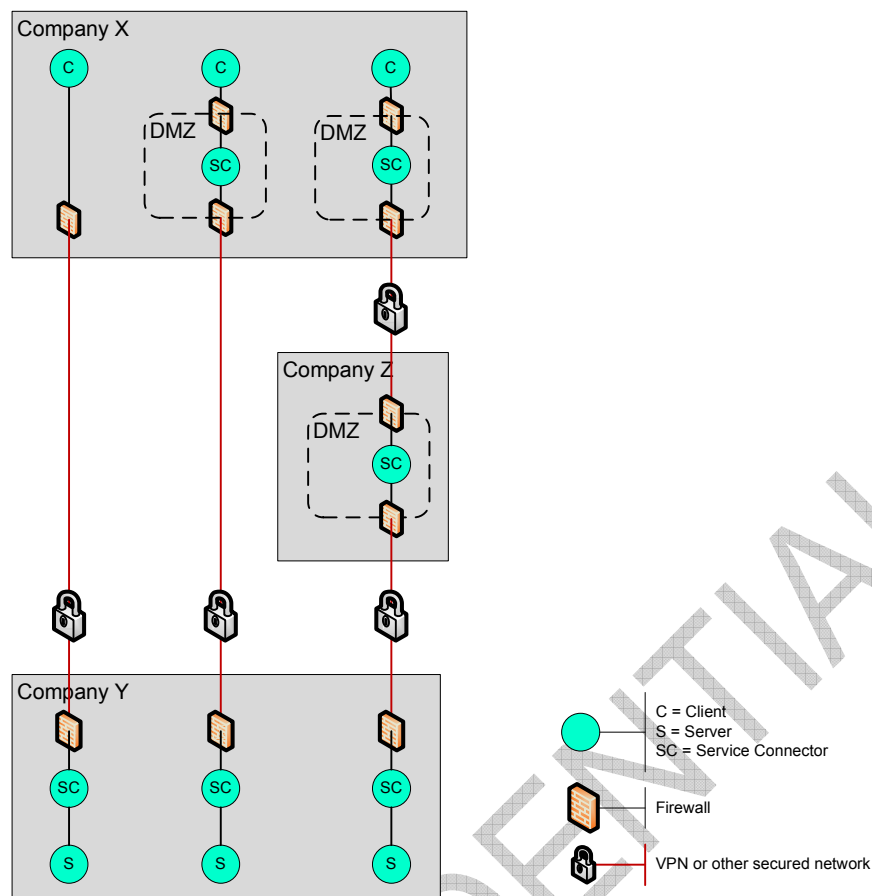 Company X
C
C
C
DMZ
DMZ
SC
SC
Company Z
C
DMZ
SC
Company Y
SC
SC
SC
S
S
S
C = Client
S = Server
SC = Service Connector
Firewall
VPN or other secured network
DENTIAL